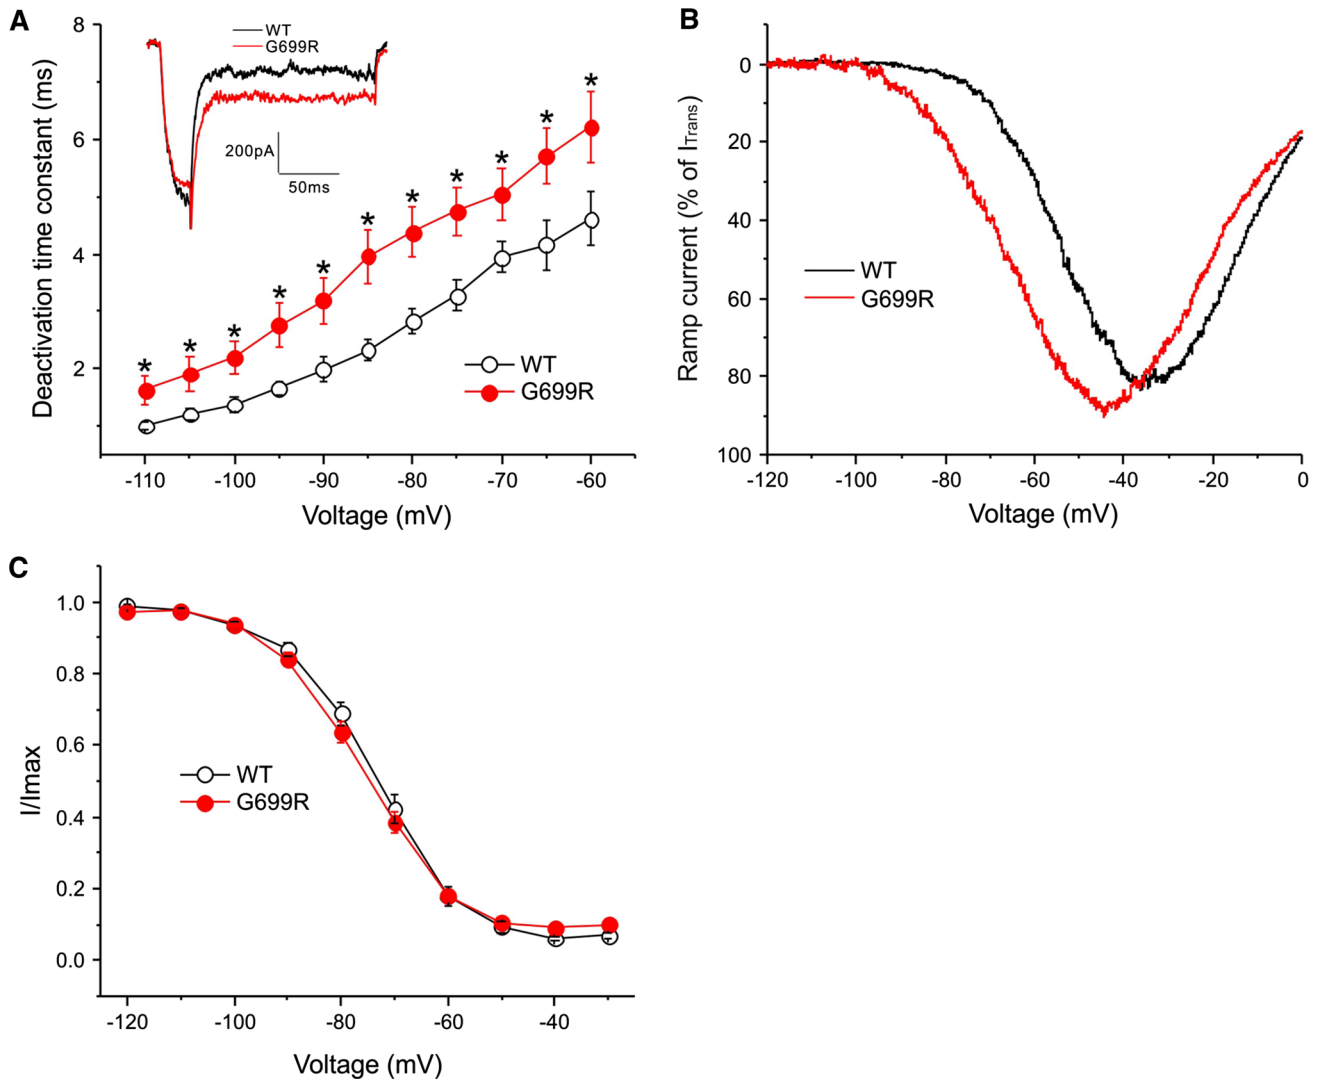 A
8
6
4
2
Deactivation time constant (ms)
WT
G699R
200pA
50ms
* * * * * * * * * * *
WT
G699R
-110 -100 -90 -80 -70 -60
Voltage (mV)
B
0
20
40
60
80
100
Ramp current (% of ITrans)
WT
G699R
-120 -100 -80 -60 -40 -20 0
Voltage (mV)
C
1.0
0.8
0.6
0.4
0.2
0.0
I/Imax
WT
G699R
-120 -100 -80 -60 -40
Voltage (mV)